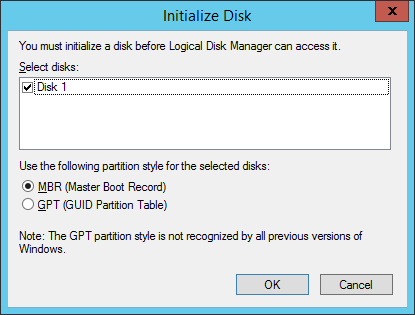 Initialize Disk
x
You must initialize a disk before Logical Disk Manager can access it.
Select disks:
Disk 1
Use the following partition style for the selected disks:
MBR (Master Boot Record)
GPT (GUID Partition Table)
Note: The GPT partition style is not recognized by all previous versions of
Windows.
OK Cancel